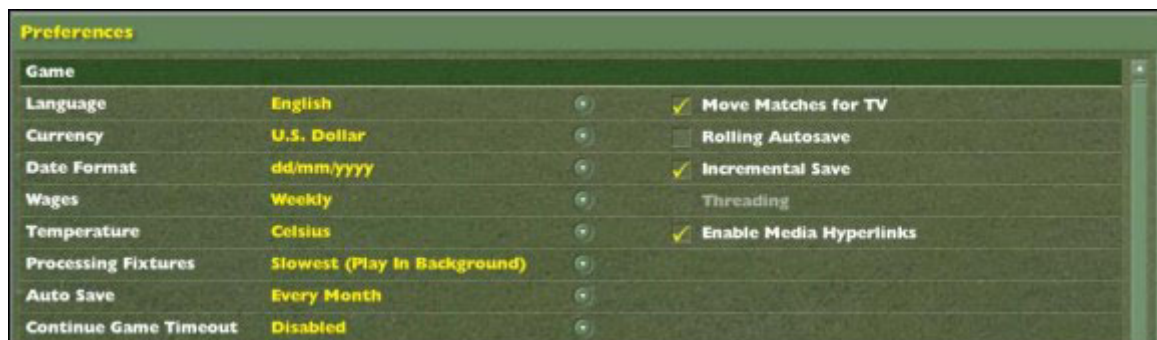 Preferences
Game
Language English Move Matches for TV
Currency U.S. Dollar Rolling Autosave
Date Format dd/mm/yyyy Incremental Save
Wages Weekly Threading
Temperature Celsius Enable Media Hyperlinks
Processing Fixtures Slowest (Play In Background)
Auto Save Every Month
Continue Game Timeout Disabled